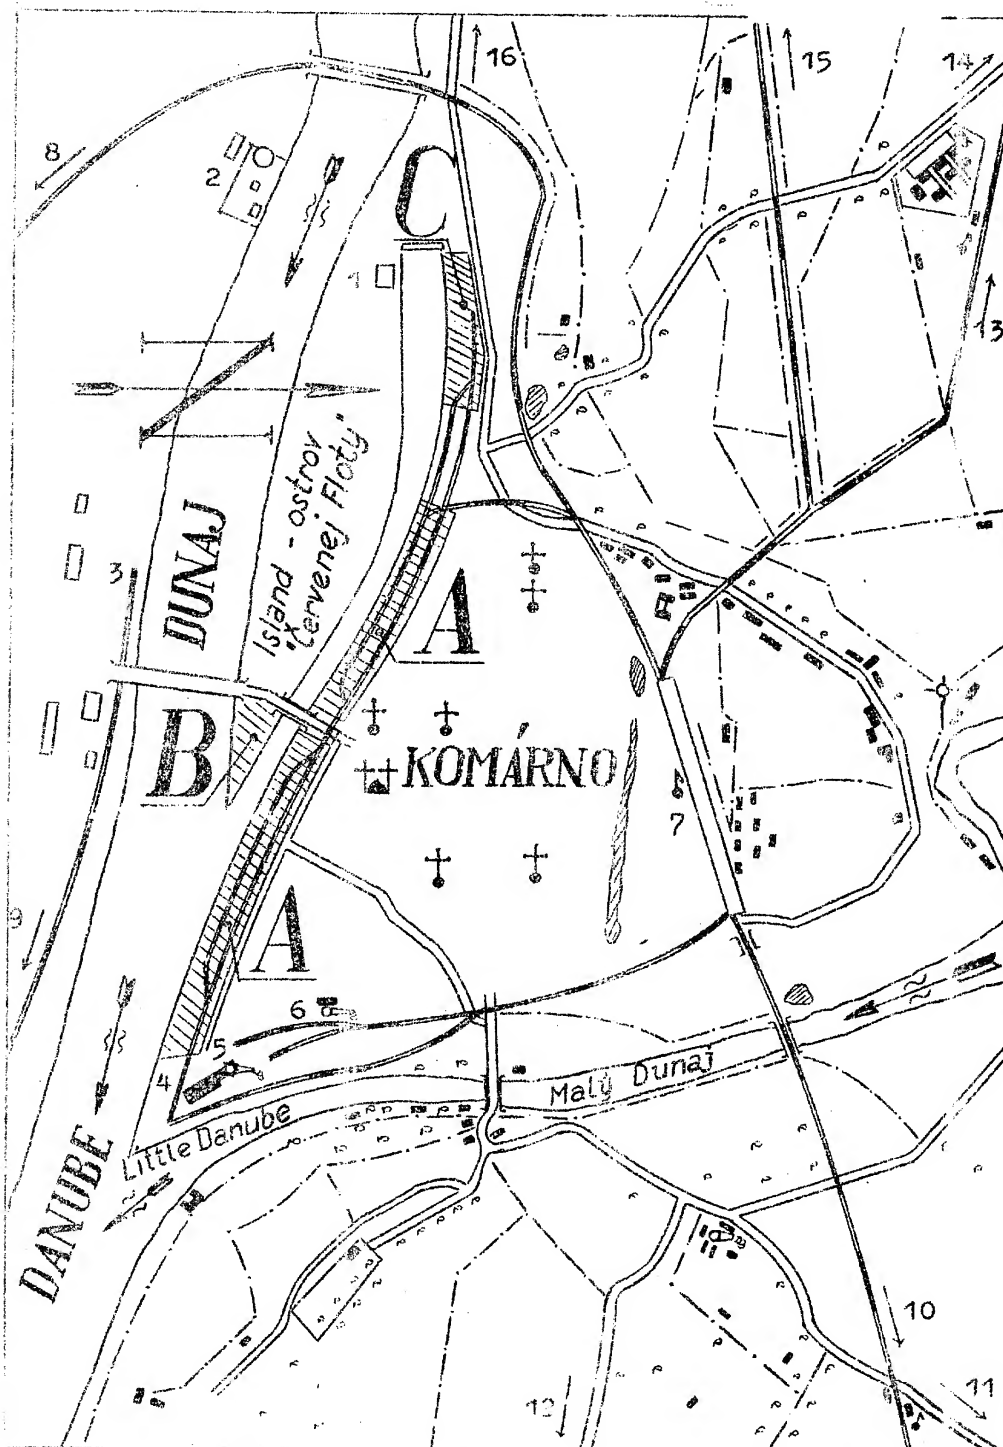 16
15
14
8
2
C
1
13
Island - ostrov
"Červenej Floty"
DUNAJ
3
A
B
KOMÁRNO
7
9
A
6
5
4
Malý Dunaj
Little Danube
DANUBE
10
11
12